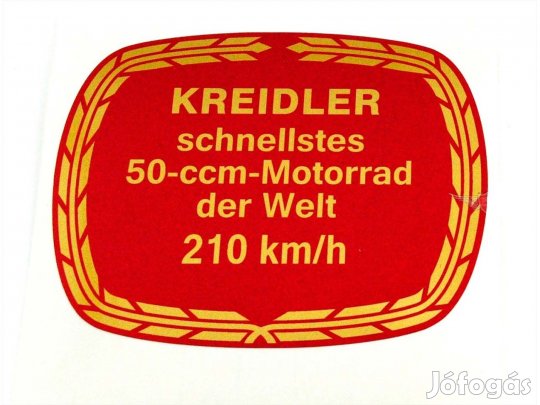 KREIDLER
schnellstes
50-ccm-Motorrad
der Welt
210 km/h
Jófogás